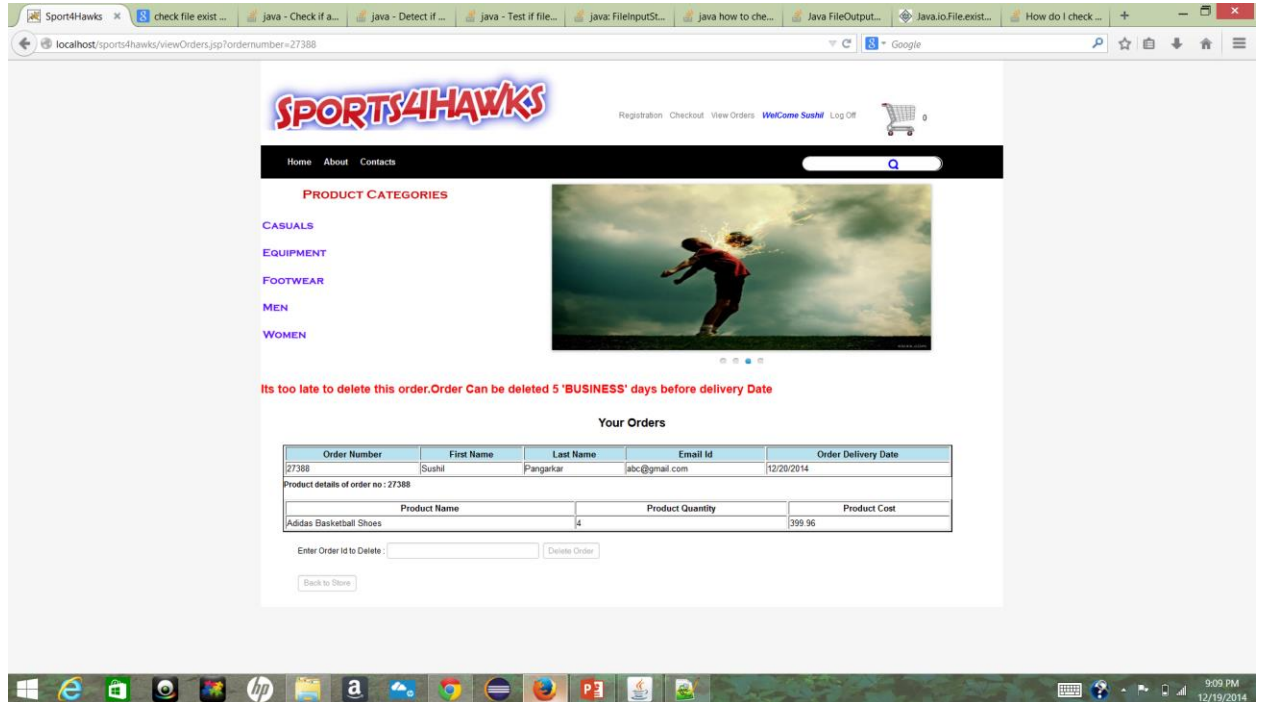 Sport4Hawks
check file exist ...
java - Check if a...
java - Detect if ...
java - Test if file...
java: FileInputSt...
java how to che...
Java FileOutput...
Java.io.File.exist...
How do I check ...
localhost/sports4hawks/viewOrders.jsp?ordernumber=27388
Google
SPORTS4HAWKS
Registration Checkout View Orders WelCome Sushil Log Off
0
Home About Contacts
PRODUCT CATEGORIES
CASUALS
EQUIPMENT
FOOTWEAR
MEN
WOMEN
Its too late to delete this order.Order Can be deleted 5 'BUSINESS' days before delivery Date
Your Orders
Order Number First Name Last Name Email Id Order Delivery Date
27388 Sushil Pangarkar abc@gmail.com 12/20/2014
Product details of order no : 27388
Product Name Product Quantity Product Cost
Adidas Basketball Shoes 4 399.96
Enter Order Id to Delete : Delete Order
Back to Store
9:09 PM
12/19/2014